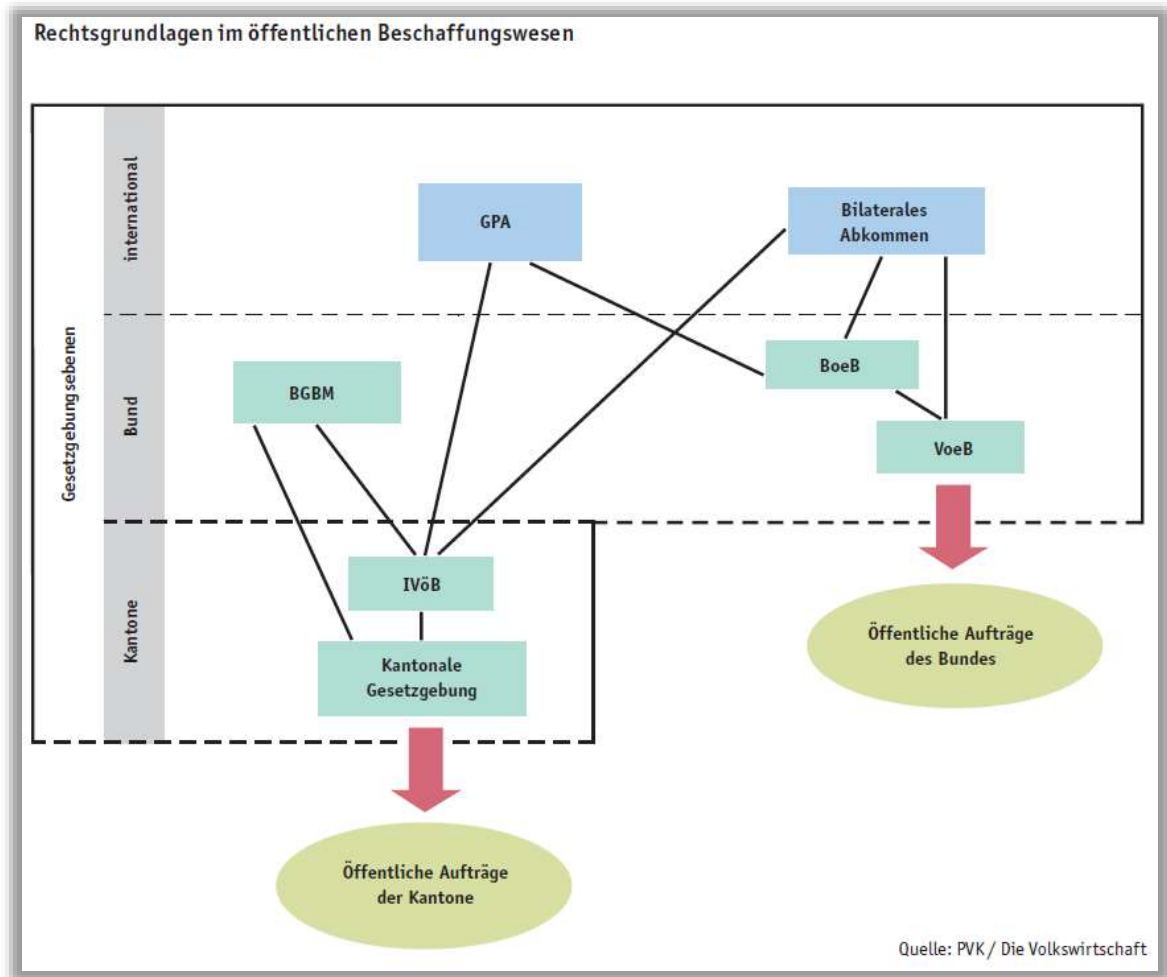 Rechtsgrundlagen im öffentlichen Beschaffungswesen
Gesetzgebungsebenen
international
GPA
Bilaterales
Abkommen
Bund
BGBM
BoeB
VoeB
Kantone
IVöB
Kantonale
Gesetzgebung
Öffentliche Aufträge
des Bundes
Öffentliche Aufträge
der Kantone
Quelle: PVK / Die Volkswirtschaft